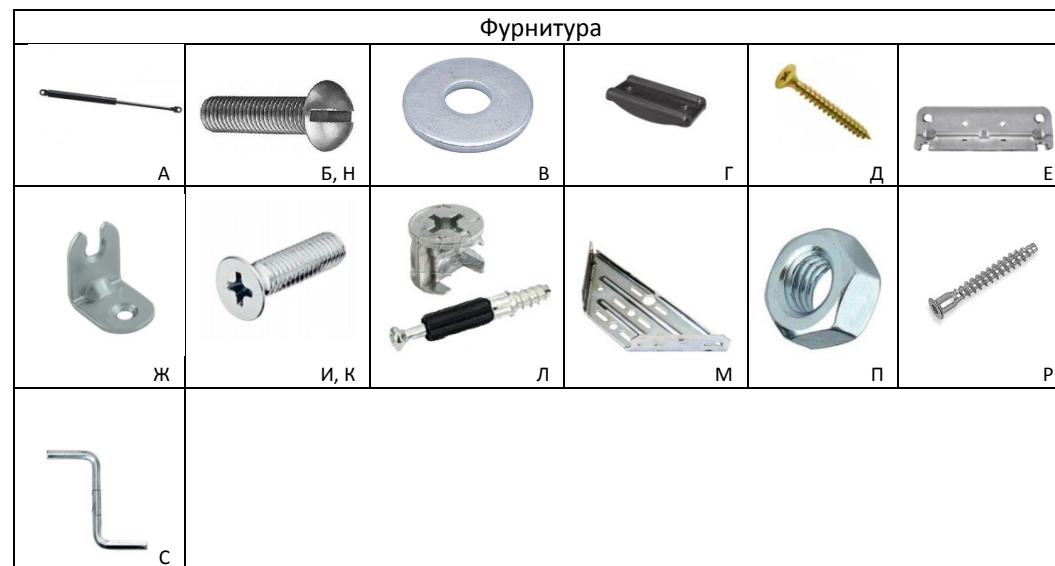 Фурнитура
А
Б, Н
В
Г
Д
Е
Ж
И, К
Л
М
П
Р
С